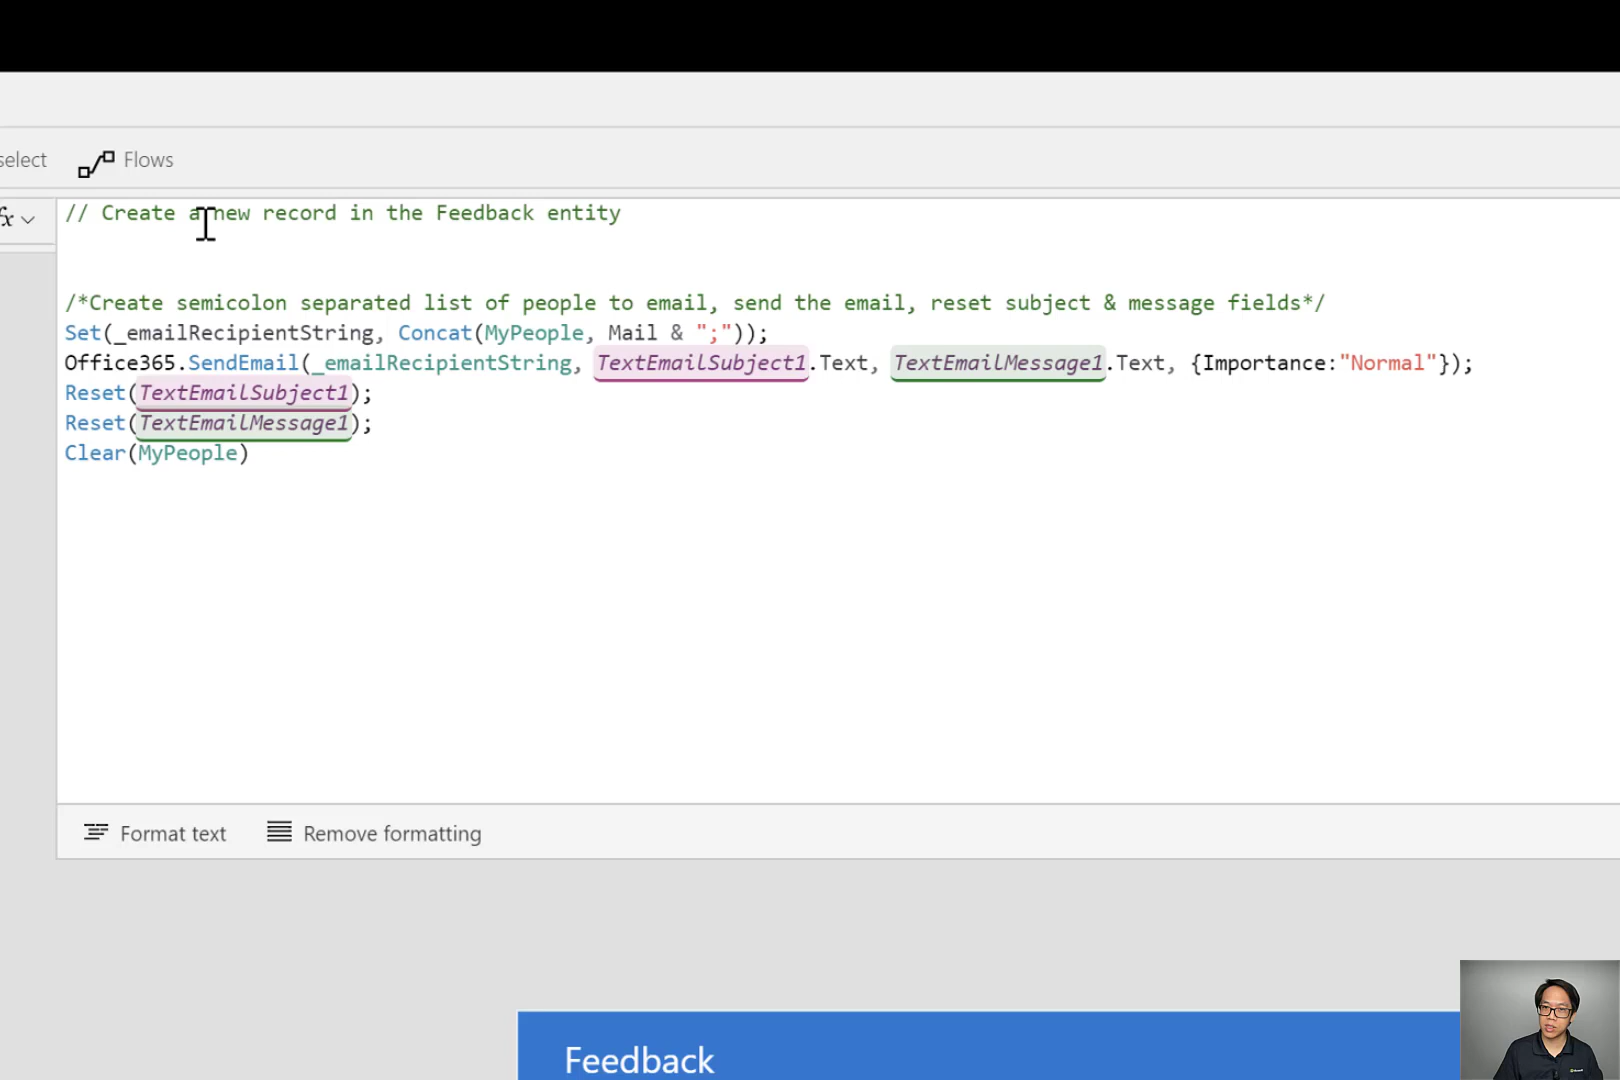 select Flows
fx
// Create a new record in the Feedback entity
/*Create semicolon separated list of people to email, send the email, reset subject & message fields*/
Set(_emailRecipientString, Concat(MyPeople, Mail & ";"));
Office365.SendEmail(_emailRecipientString, TextEmailSubject1.Text, TextEmailMessage1.Text, {Importance:"Normal"});
Reset(TextEmailSubject1);
Reset(TextEmailMessage1);
Clear(MyPeople)
Format text Remove formatting
Feedback